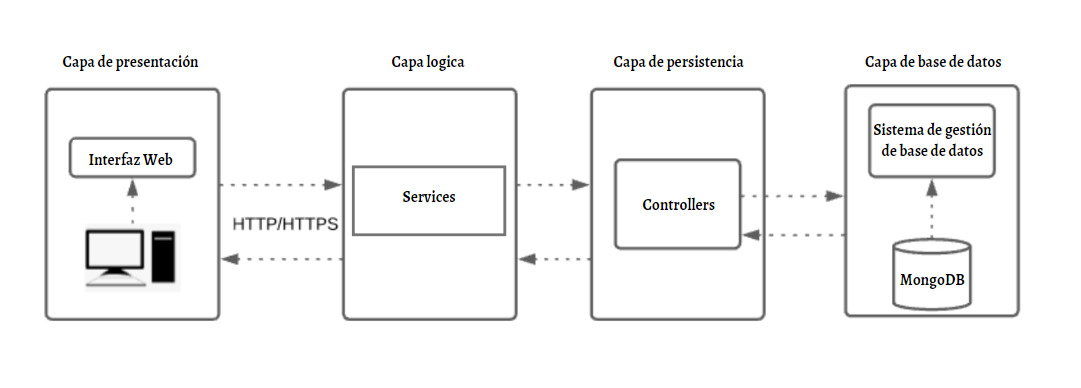 Capa de presentación
Capa logica
Capa de persistencia
Capa de base de datos
Interfaz Web
HTTP/HTTPS
Services
Controllers
Sistema de gestión
de base de datos
MongoDB